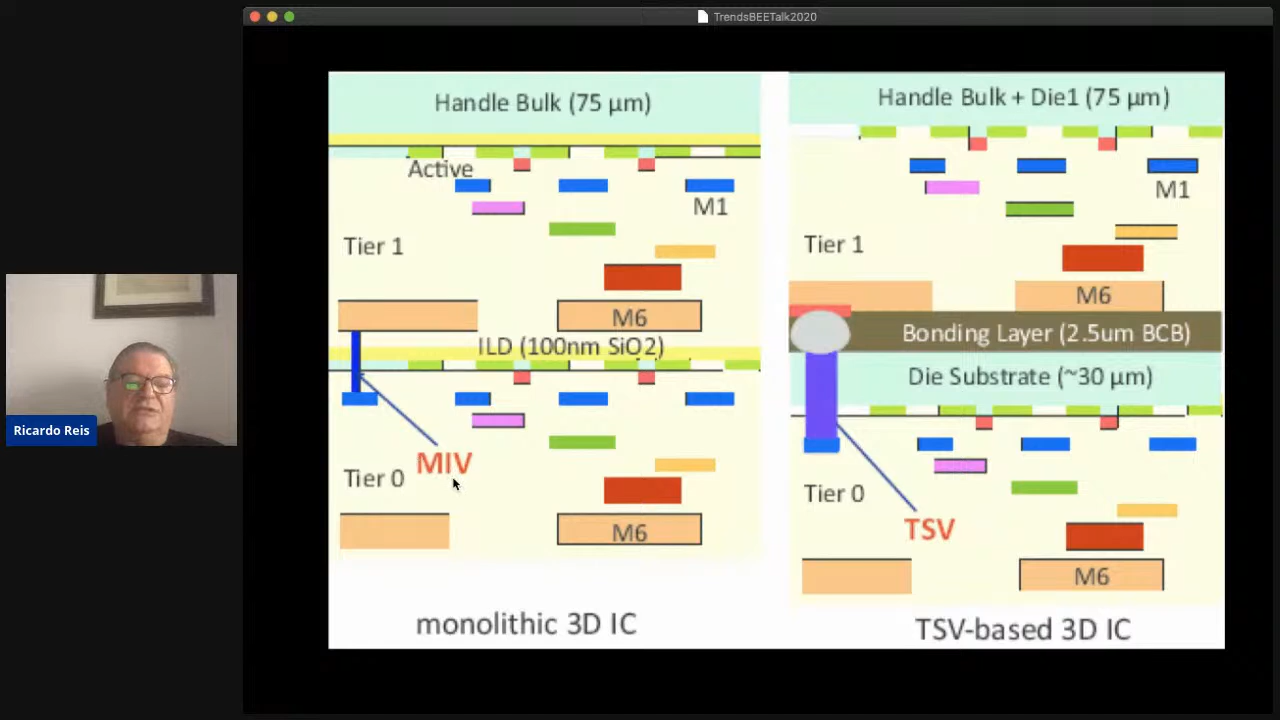 TrendsBEETalk2020
Handle Bulk (75 µm)
Active
M1
Tier 1
M6
ILD (100nm SiO2)
MIV
Tier 0
M6
monolithic 3D IC
Handle Bulk + Die1 (75 µm)
M1
Tier 1
M6
Bonding Layer (2.5um BCB)
Die Substrate (~30 µm)
Tier 0
TSV
M6
TSV-based 3D IC
Ricardo Reis